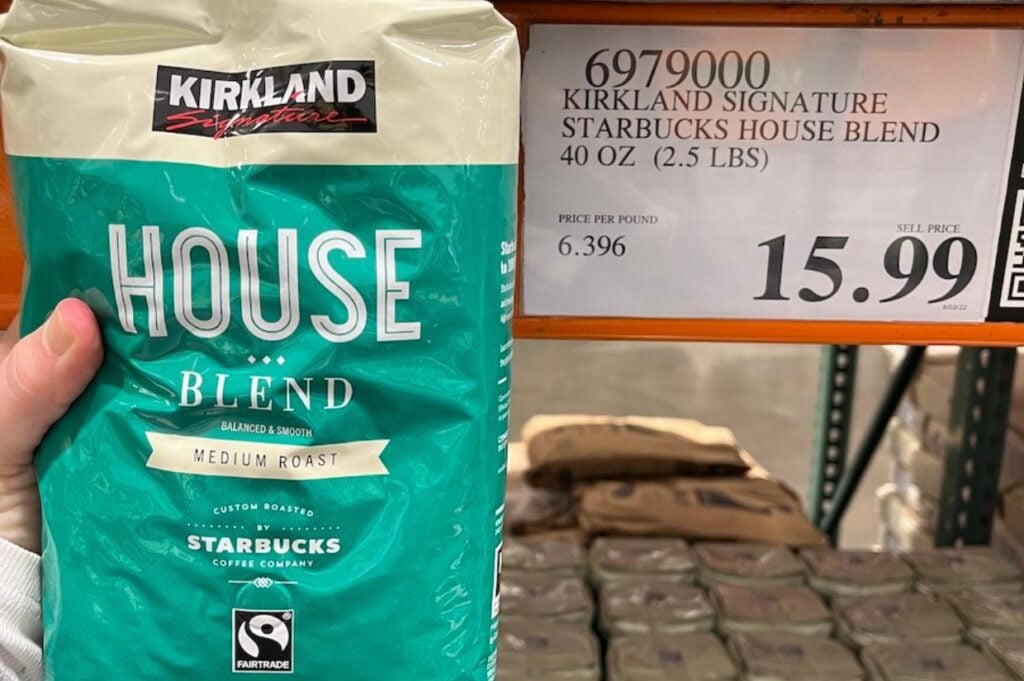 KIRKLAND
Signature
HOUSE
BLEND
BALANCED & SMOOTH
MEDIUM ROAST
CUSTOM ROASTED
BY
STARBUCKS
COFFEE COMPANY
FAIRTRADE
6979000
KIRKLAND SIGNATURE
STARBUCKS HOUSE BLEND
40 OZ (2.5 LBS)
PRICE PER POUND
6.396
SELL PRICE
15.99